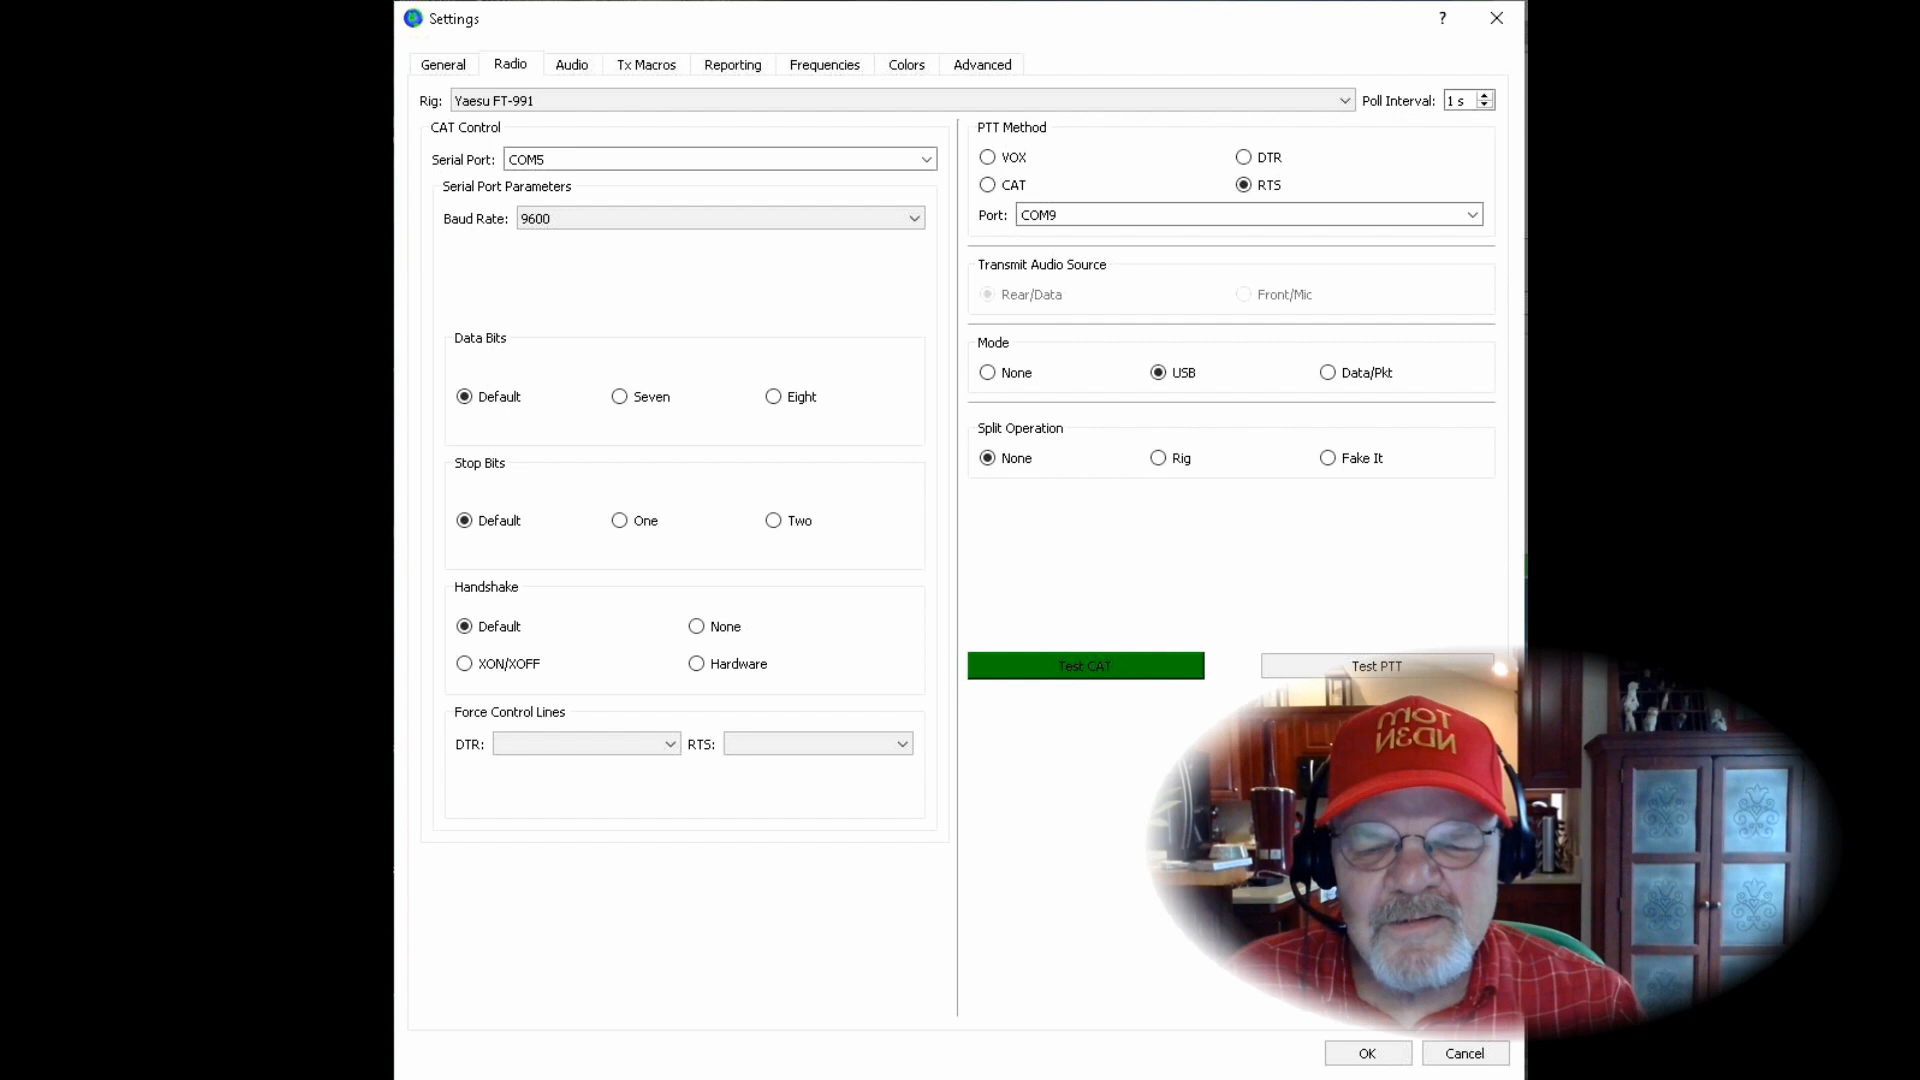 Settings
?
General Radio Audio Tx Macros Reporting Frequencies Colors Advanced
Rig: Yaesu FT-991 Poll Interval: 1 s
CAT Control
Serial Port: COM5
Serial Port Parameters
Baud Rate: 9600
Data Bits
Default Seven Eight
Stop Bits
Default One Two
Handshake
Default None
XON/XOFF Hardware
Force Control Lines
DTR: RTS:
PTT Method
VOX DTR
CAT RTS
Port: COM9
Transmit Audio Source
Rear/Data Front/Mic
Mode
None USB Data/Pkt
Split Operation
None Rig Fake It
Test CAT Test PTT
TOM
ND3N
OK Cancel